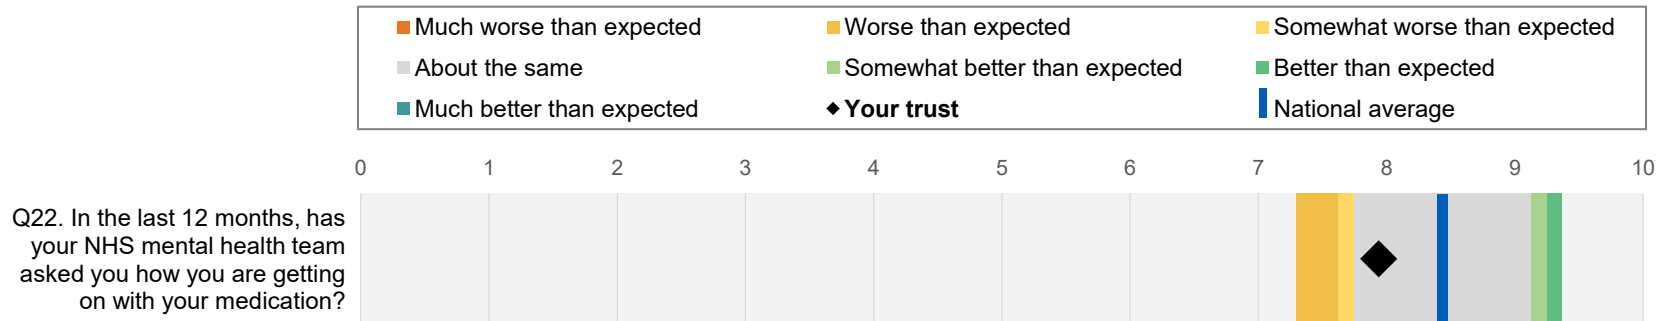 Much worse than expected
Worse than expected
Somewhat worse than expected
About the same
Somewhat better than expected
Better than expected
Much better than expected
Your trust
National average
0 1 2 3 4 5 6 7 8 9 10
Q22. In the last 12 months, has
your NHS mental health team
asked you how you are getting
on with your medication?